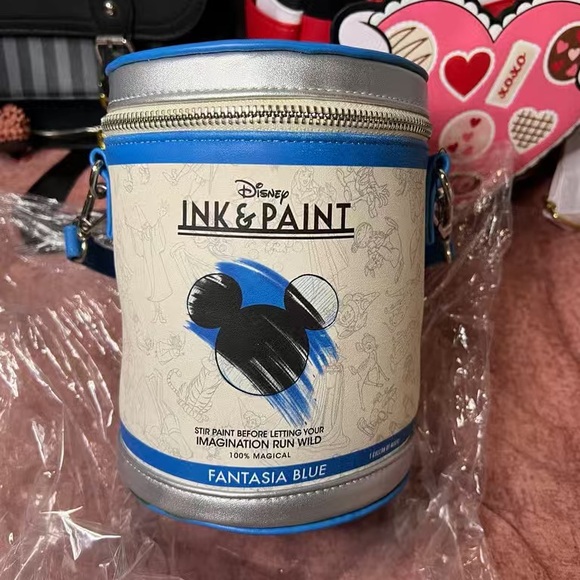 Disney
INK & PAINT
STIR PAINT BEFORE LETTING YOUR
IMAGINATION RUN WILD
100% MAGICAL
FANTASIA BLUE
XOXO